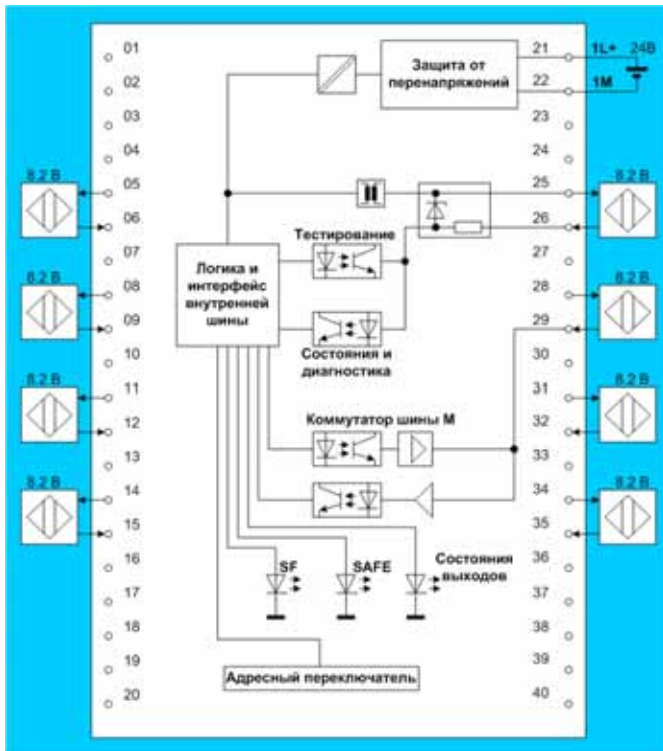 01
02
03
04
05
06
07
08
09
10
11
12
13
14
15
16
17
18
19
20
8.2 В
8.2 В
8.2 В
8.2 В
Защита от
перенапряжений
Тестирование
Логика и
интерфейс
внутренней
шины
Состояния и
диагностика
Коммутатор шины М
SF
SAFE
Состояния
выходов
Адресный переключатель
21
22
23
24
25
26
27
28
29
30
31
32
33
34
35
36
37
38
39
40
1L+ 24В
1M
8.2 В
8.2 В
8.2 В
8.2 В